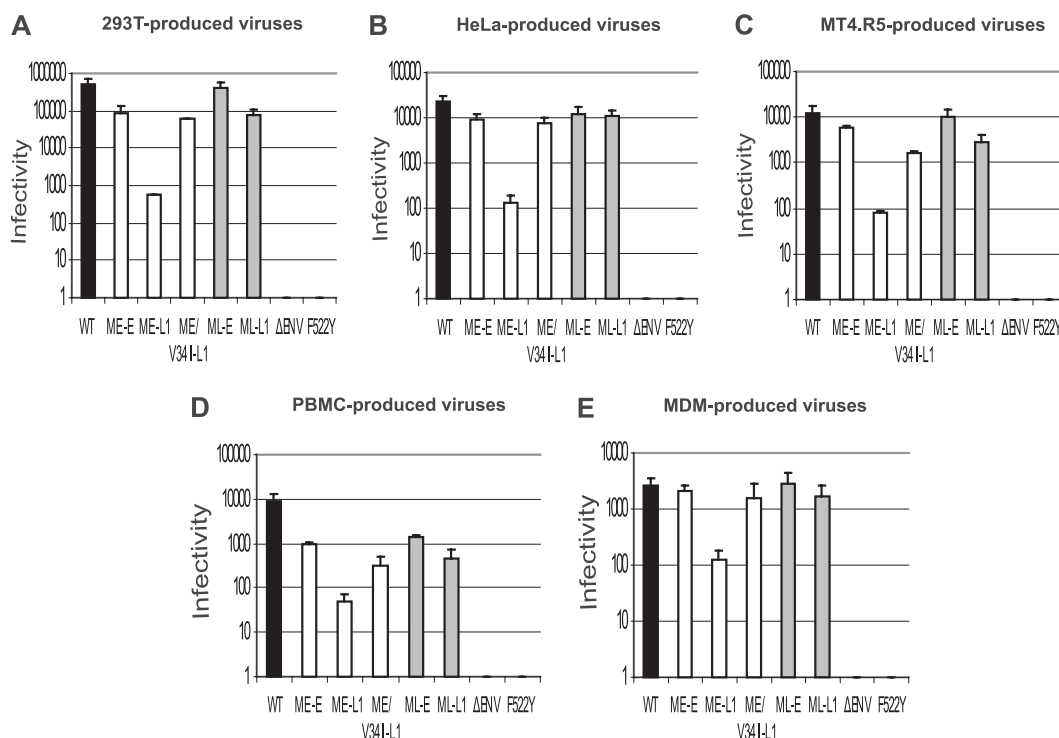 A
293T-produced viruses
Infectivity
1000000
100000
10000
1000
100
10
1
WT ME-E ME-L1 ME/ ML-E ML-L1 ΔENV F522Y
V34I-L1
B
HeLa-produced viruses
Infectivity
100000
10000
1000
100
10
1
WT ME-E ME-L1 ME/ ML-E ML-L1 ΔENV F522Y
V34I-L1
C
MT4.R5-produced viruses
Infectivity
100000
10000
1000
100
10
1
WT ME-E ME-L1 ME/ ML-E ML-L1 ΔENV F522Y
V34I-L1
D
PBMC-produced viruses
Infectivity
100000
10000
1000
100
10
1
WT ME-E ME-L1 ME/ ML-E ML-L1 ΔENV F522Y
V34I-L1
E
MDM-produced viruses
Infectivity
10000
1000
100
10
1
WT ME-E ME-L1 ME/ ML-E ML-L1 ΔENV F522Y
V34I-L1